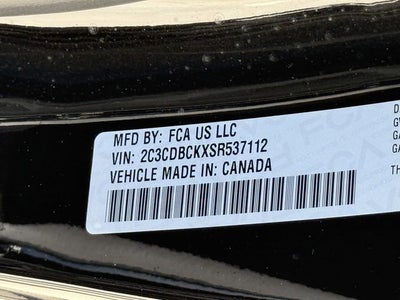 MFD BY: FCA US LLC
VIN: 2C3CDBCKXSR537112
VEHICLE MADE IN: CANADA